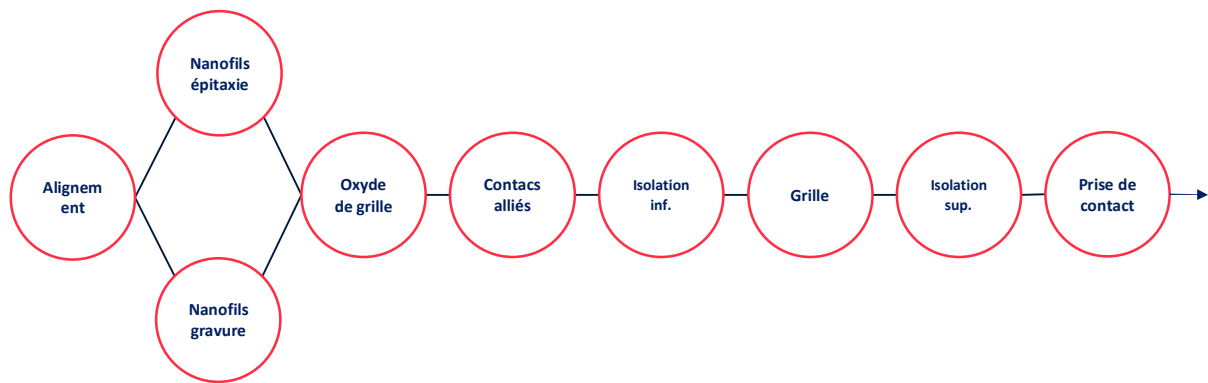 Nanofils
épitaxie
Alignem
ent
Oxyde
de grille
Contacs
alliés
Isolation
inf.
Grille
Isolation
sup.
Prise de
contact
Nanofils
gravure